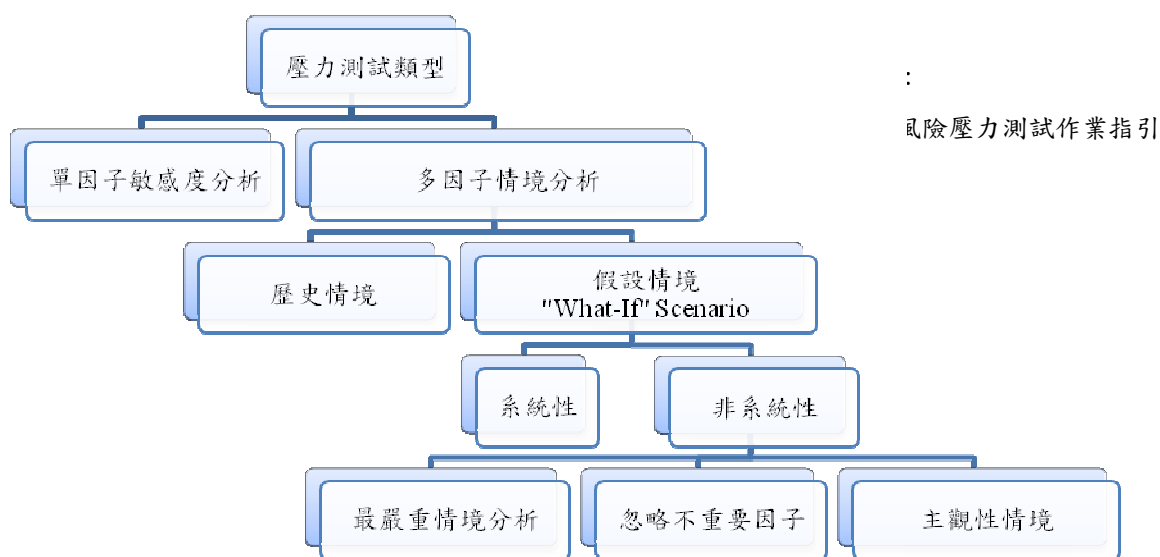 壓力測試類型
:
風險壓力測試作業指引
單因子敏感度分析
多因子情境分析
歷史情境
假設情境
"What-If" Scenario
系統性
非系統性
最嚴重情境分析
忽略不重要因子
主觀性情境